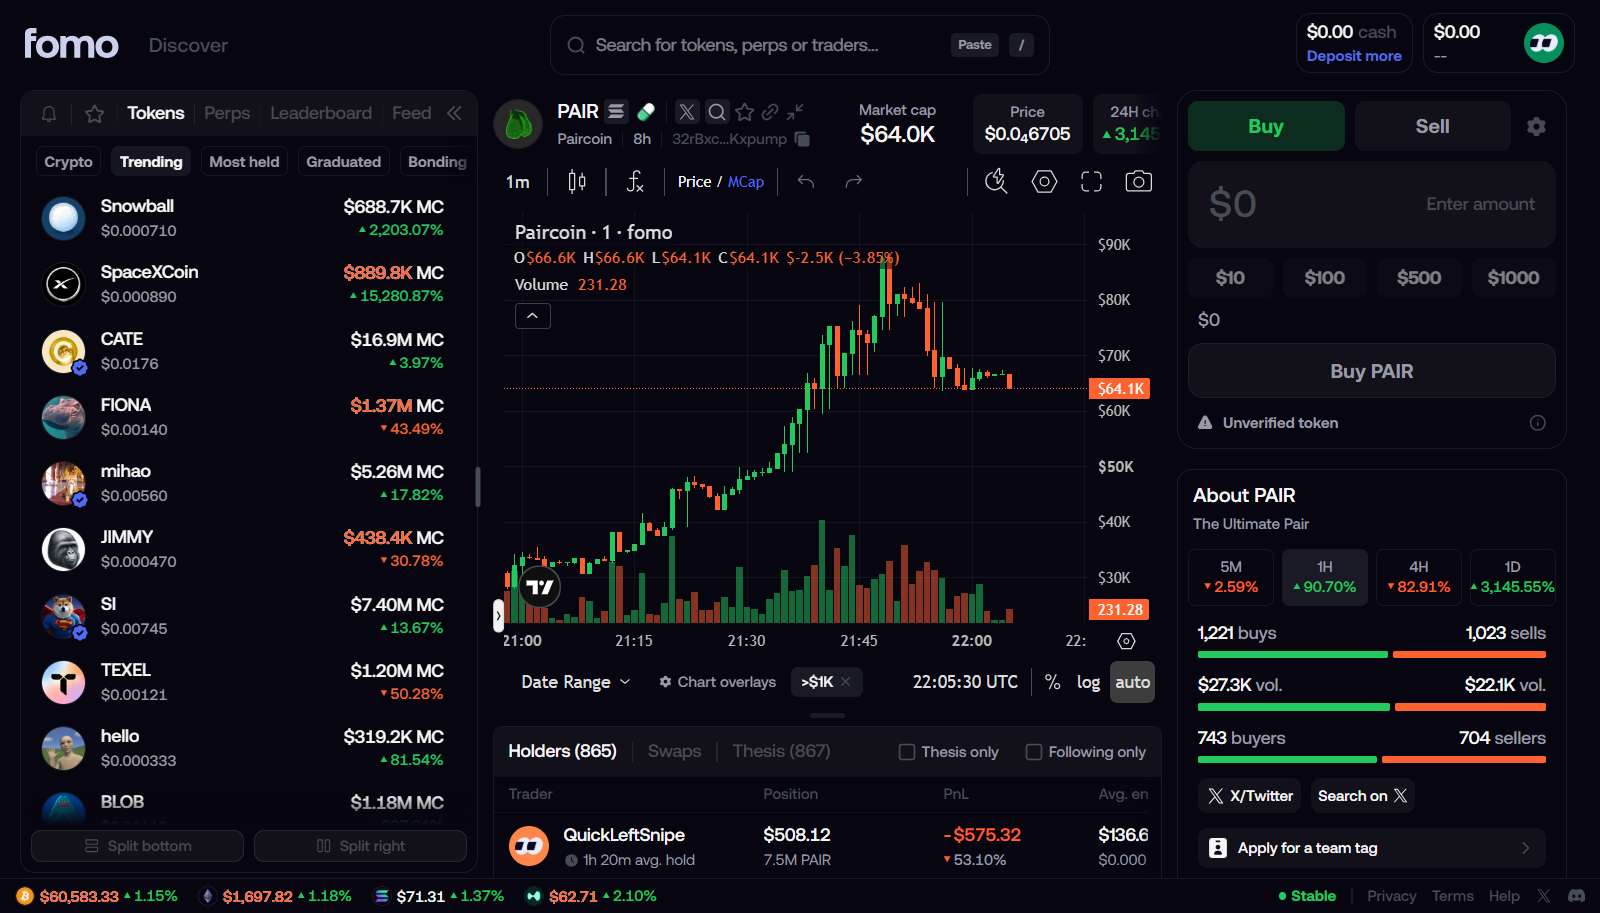 fomo
Discover
Search for tokens, perps or traders...
Paste
/
$0.00 cash
Deposit more
$0.00
--
Tokens
Perps
Leaderboard
Feed
Crypto
Trending
Most held
Graduated
Bonding
Snowball
$688.7K MC
$0.000710
2,203.07%
SpaceXCoin
$889.8K MC
$0.000890
15,280.87%
CATE
$16.9M MC
$0.0176
3.97%
FIONA
$1.37M MC
$0.00140
43.49%
mihao
$5.26M MC
$0.00560
17.82%
JIMMY
$438.4K MC
$0.000470
30.78%
SI
$7.40M MC
$0.00745
13.67%
TEXEL
$1.20M MC
$0.00121
50.28%
hello
$319.2K MC
$0.000333
81.54%
BLOB
$1.18M MC
Split bottom
Split right
PAIR
Paircoin
8h
32rBxc...Kxpump
Market cap
$64.0K
Price
$0.0₄6705
24H ch
3,145
1m
Price / MCap
Paircoin · 1 · fomo
O$66.6K H$66.6K L$64.1K C$64.1K $-2.5K (−3.85%)
Volume 231.28
$90K
$80K
$70K
$64.1K
$60K
$50K
$40K
$30K
231.28
21:00
21:15
21:30
21:45
22:00
22:
Date Range
Chart overlays
>$1K
22:05:30 UTC
%
log
auto
Holders (865)
Swaps
Thesis (867)
Thesis only
Following only
Trader
Position
PnL
Avg. en
QuickLeftSnipe
$508.12
-$575.32
$136.6
1h 20m avg. hold
7.5M PAIR
53.10%
$0.000
Buy
Sell
$0
Enter amount
$10
$100
$500
$1000
$0
Buy PAIR
Unverified token
About PAIR
The Ultimate Pair
5M
2.59%
1H
90.70%
4H
82.91%
1D
3,145.55%
1,221 buys
1,023 sells
$27.3K vol.
$22.1K vol.
743 buyers
704 sellers
X/Twitter
Search on X
Apply for a team tag
$60,583.33 1.15%
$1,697.82 1.18%
$71.31 1.37%
$62.71 2.10%
Stable
Privacy
Terms
Help